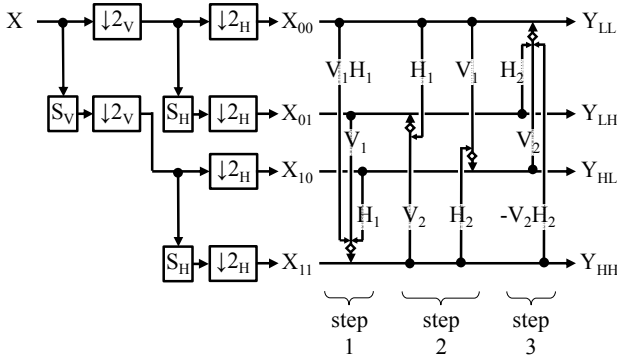 X ↓2V ↓2H X00 YLL
V1H1 H1 V1 H2
SV ↓2V SH ↓2H X01 YLH
V1 V2
↓2H X10 YHL
H1 V2 H2 -V2H2
SH ↓2H X11 YHH
step 1
step 2
step 3